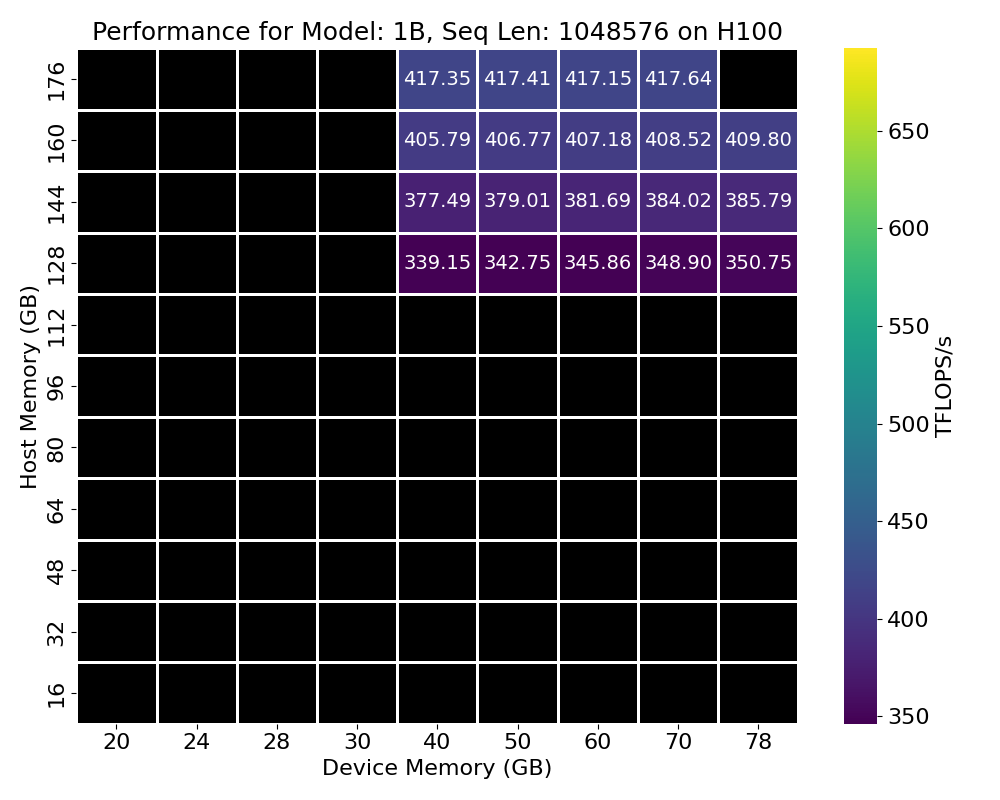 Performance for Model: 1B, Seq Len: 1048576 on H100
176 417.35 417.41 417.15 417.64
160 405.79 406.77 407.18 408.52 409.80
144 377.49 379.01 381.69 384.02 385.79
128 339.15 342.75 345.86 348.90 350.75
112
96
80
64
48
32
16
Host Memory (GB)
20 24 28 30 40 50 60 70 78
Device Memory (GB)
650
600
550
500
450
400
350
TFLOPS/s